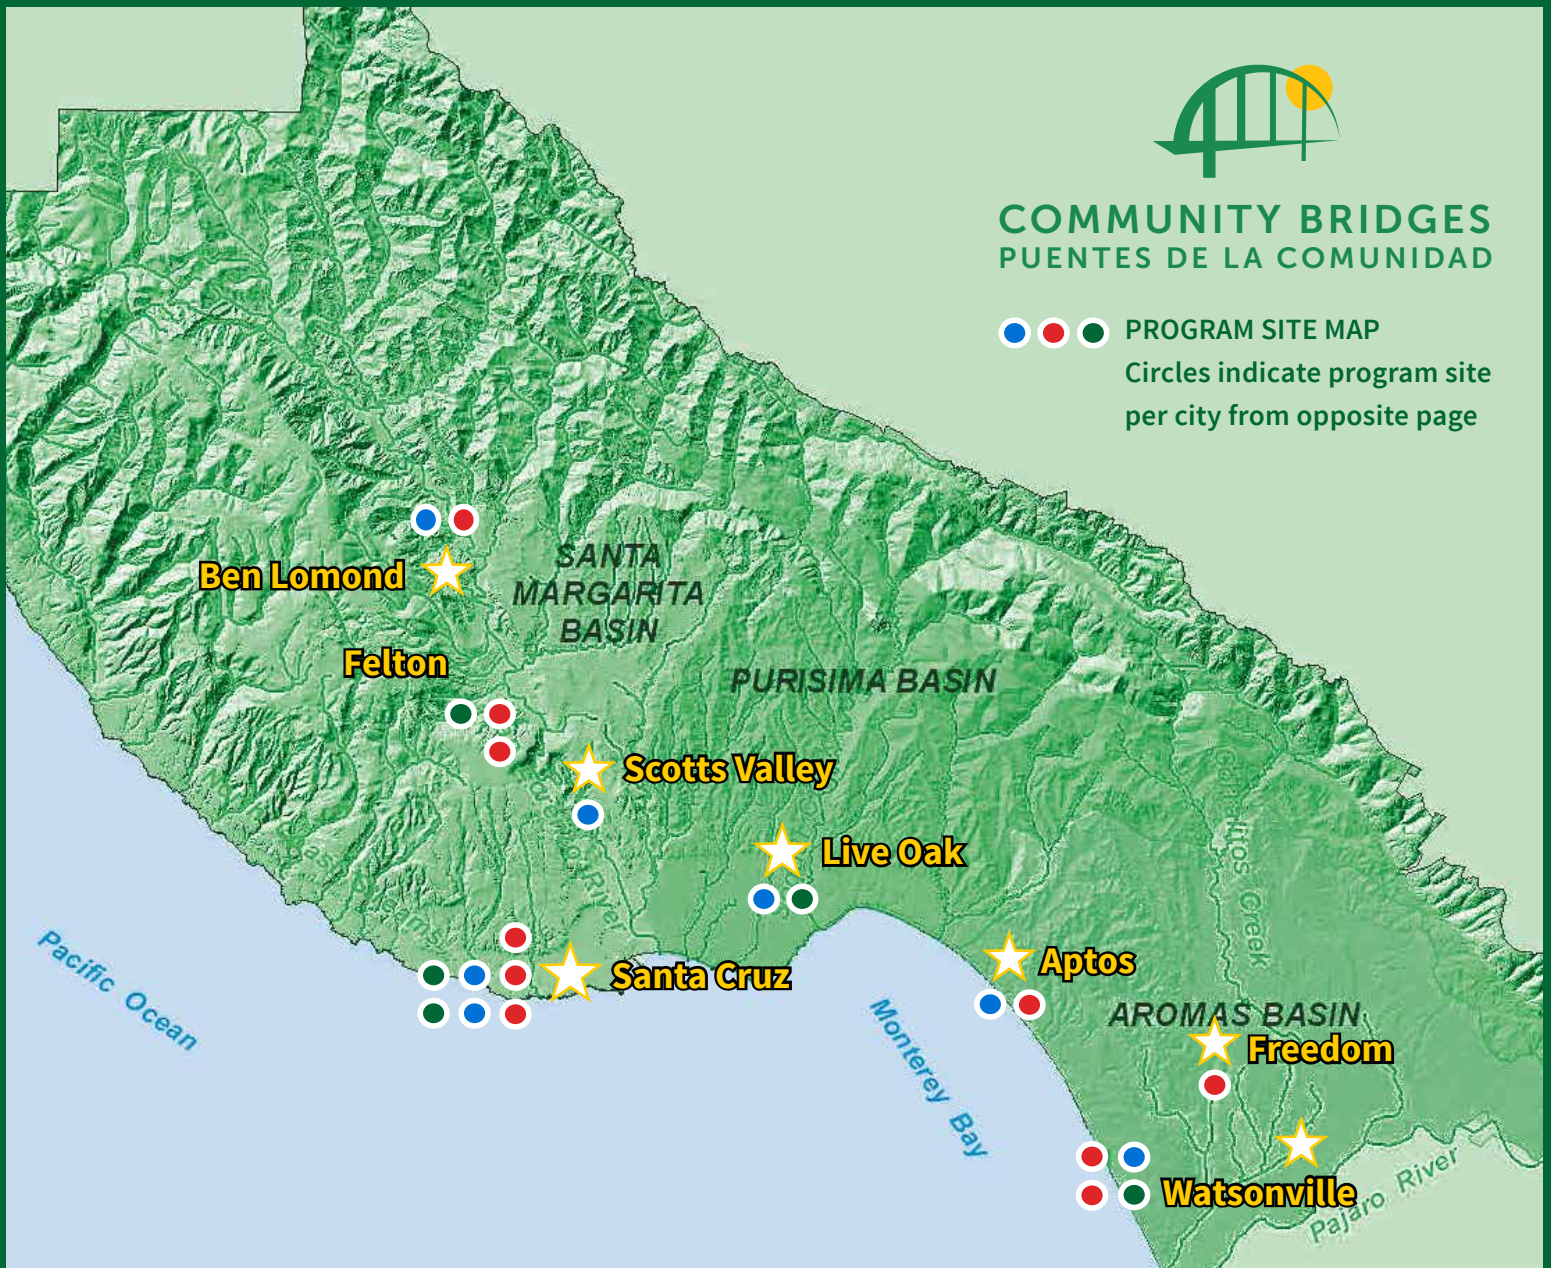 COMMUNITY BRIDGES
PUENTES DE LA COMUNIDAD
PROGRAM SITE MAP
Circles indicate program site
per city from opposite page
SANTA
MARGARITA
BASIN
Ben Lomond
Felton
PURISIMA BASIN
Scotts Valley
Live Oak
Santa Cruz
Aptos
Pacific Ocean
Monterey Bay
AROMAS BASIN
Freedom
Creek
River
Watsonville
Pajaro River